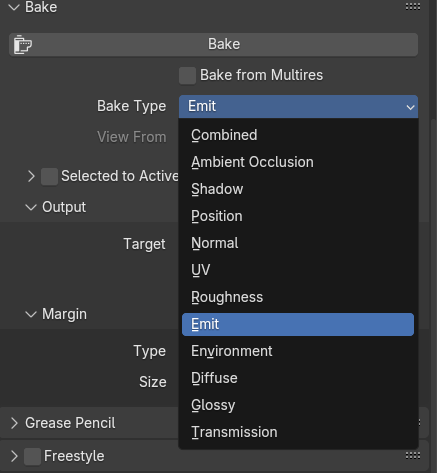 Bake
Bake
Bake from Multires
Bake Type Emit
View From
Combined
Ambient Occlusion
Selected to Active
Shadow
Output
Position
Target
Normal
UV
Roughness
Margin
Emit
Type
Environment
Size
Diffuse
Glossy
Grease Pencil
Transmission
Freestyle